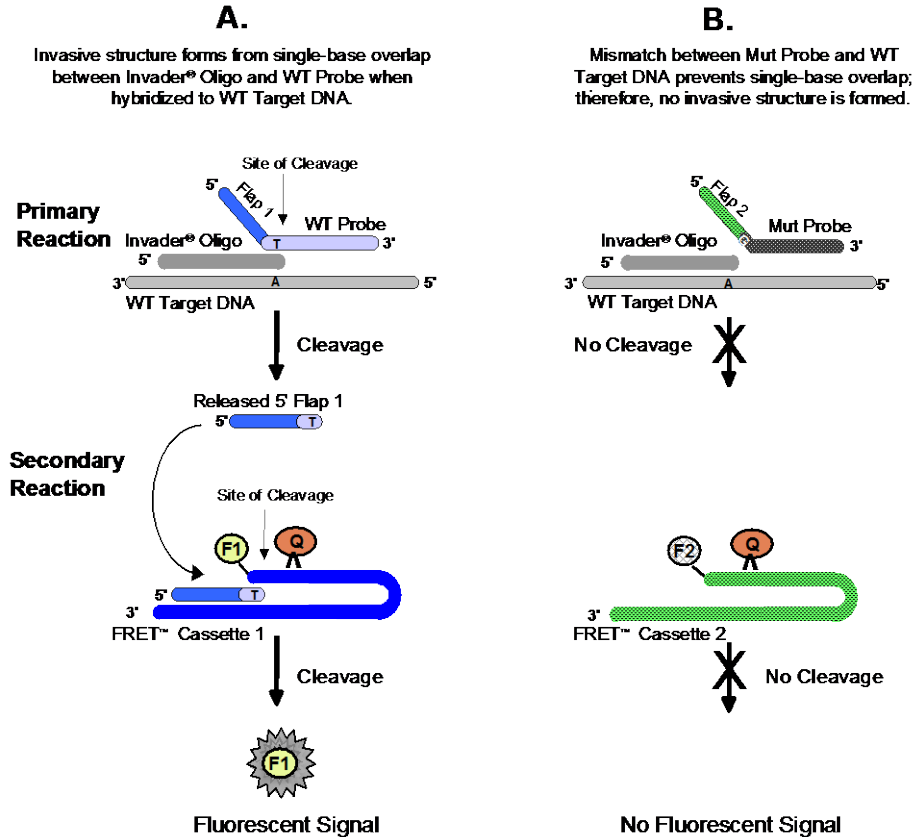 A.
Invasive structure forms from single-base overlap
between Invader® Oligo and WT Probe when
hybridized to WT Target DNA.
Primary
Reaction
Site of Cleavage
5'
Flap 1
WT Probe
T
3'
Invader® Oligo
5'
3'
A
5'
WT Target DNA
Cleavage
Released 5' Flap 1
5'
T
Secondary
Reaction
Site of Cleavage
F1
Q
5'
T
3'
FRET™ Cassette 1
Cleavage
F1
Fluorescent Signal
B.
Mismatch between Mut Probe and WT
Target DNA prevents single-base overlap;
therefore, no invasive structure is formed.
5'
Flap 2
Mut Probe
3'
Invader® Oligo
5'
3'
A
5'
WT Target DNA
No Cleavage
F2
Q
3'
FRET™ Cassette 2
No Cleavage
No Fluorescent Signal